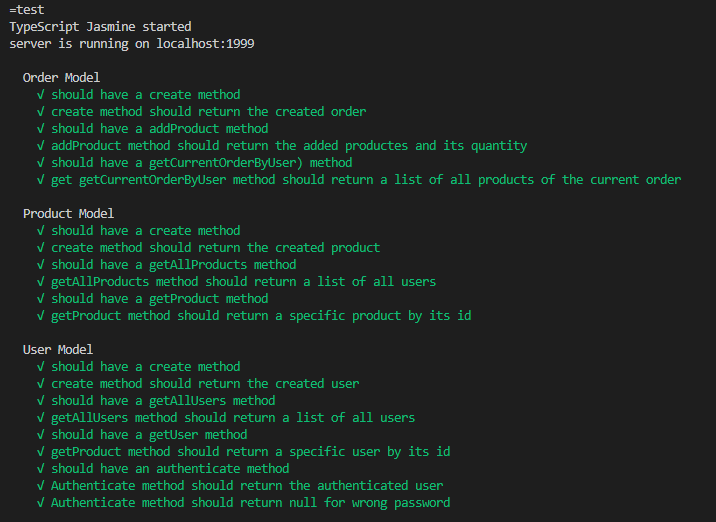 =test
TypeScript Jasmine started
server is running on localhost:1999
Order Model
√ should have a create method
√ create method should return the created order
√ should have a addProduct method
√ addProduct method should return the added productes and its quantity
√ should have a getCurrentOrderByUser) method
√ get getCurrentOrderByUser method should return a list of all products of the current order
Product Model
√ should have a create method
√ create method should return the created product
√ should have a getAllProducts method
√ getAllProducts method should return a list of all users
√ should have a getProduct method
√ getProduct method should return a specific product by its id
User Model
√ should have a create method
√ create method should return the created user
√ should have a getAllUsers method
√ getAllUsers method should return a list of all users
√ should have a getUser method
√ getProduct method should return a specific user by its id
√ should have an authenticate method
√ Authenticate method should return the authenticated user
√ Authenticate method should return null for wrong password